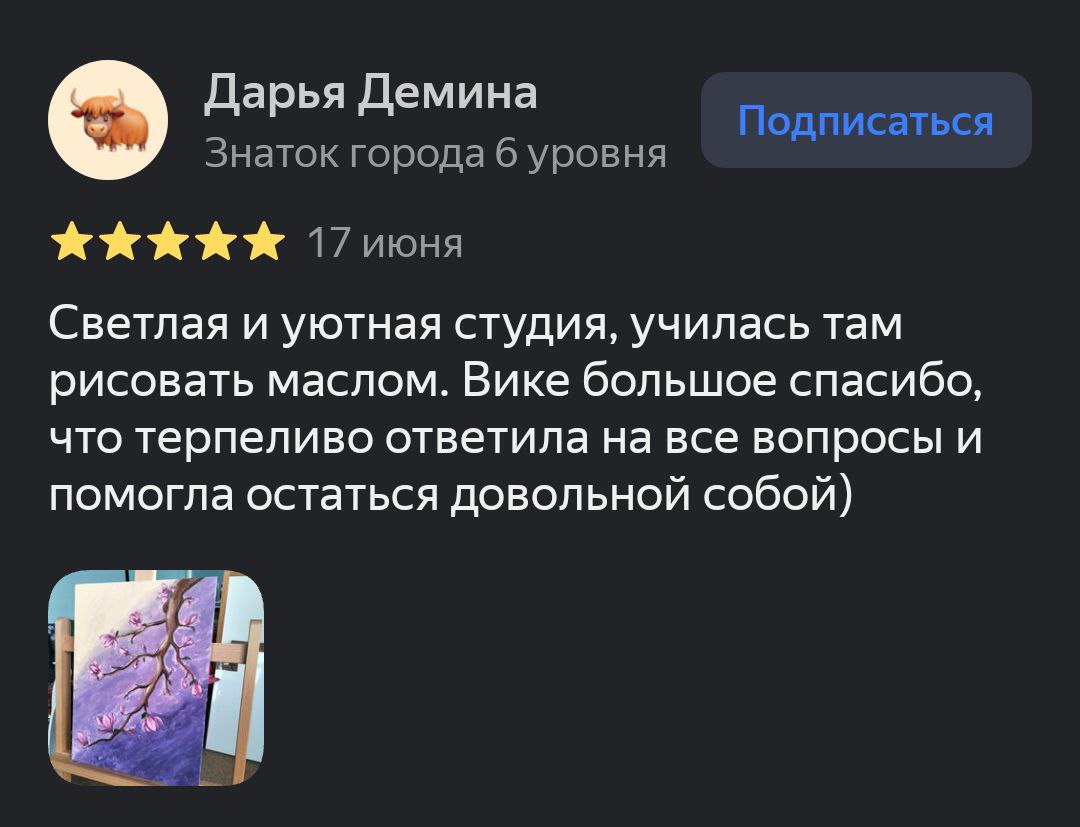 Дарья Демина
Знаток города 6 уровня
Подписаться
17 июня
Светлая и уютная студия, училась там
рисовать маслом. Вике большое спасибо,
что терпеливо ответила на все вопросы и
помогла остаться довольной собой)